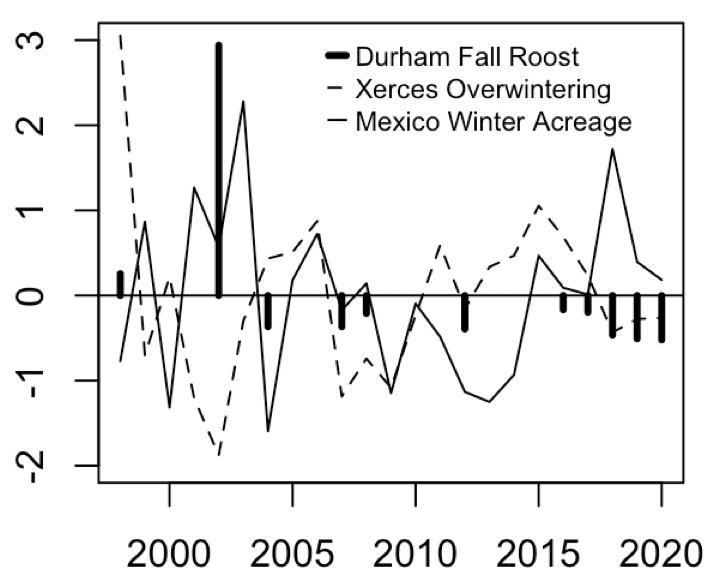 3
2
1
0
-1
-2
Durham Fall Roost
Xerces Overwintering
Mexico Winter Acreage
2000 2005 2010 2015 2020